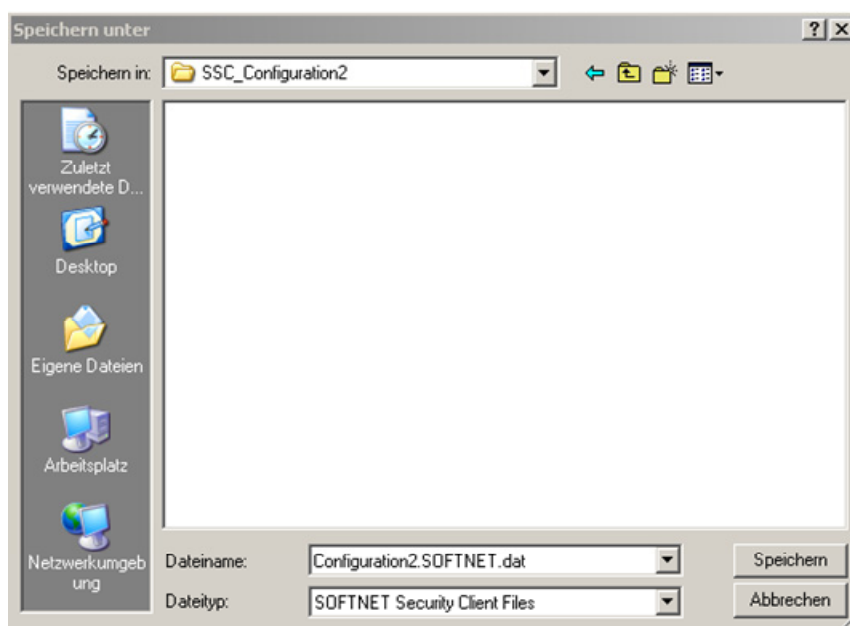 Speichern unter
Speichern in: SSC_Configuration2
Zuletzt
verwendete D...
Desktop
Eigene Dateien
Arbeitsplatz
Netzwerkumgeb
ung
Dateiname: Configuration2.SOFTNET.dat Speichern
Dateityp: SOFTNET Security Client Files Abbrechen